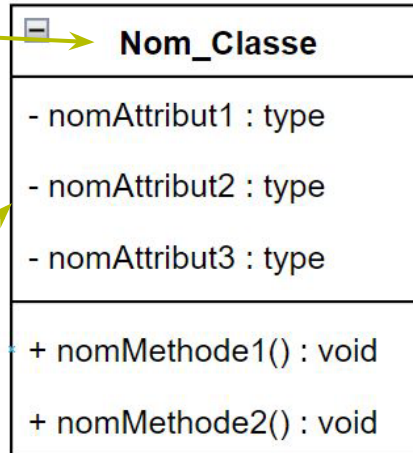 Nom_Classe
- nomAttribut1 : type
- nomAttribut2 : type
- nomAttribut3 : type
+ nomMethode1() : void
+ nomMethode2() : void